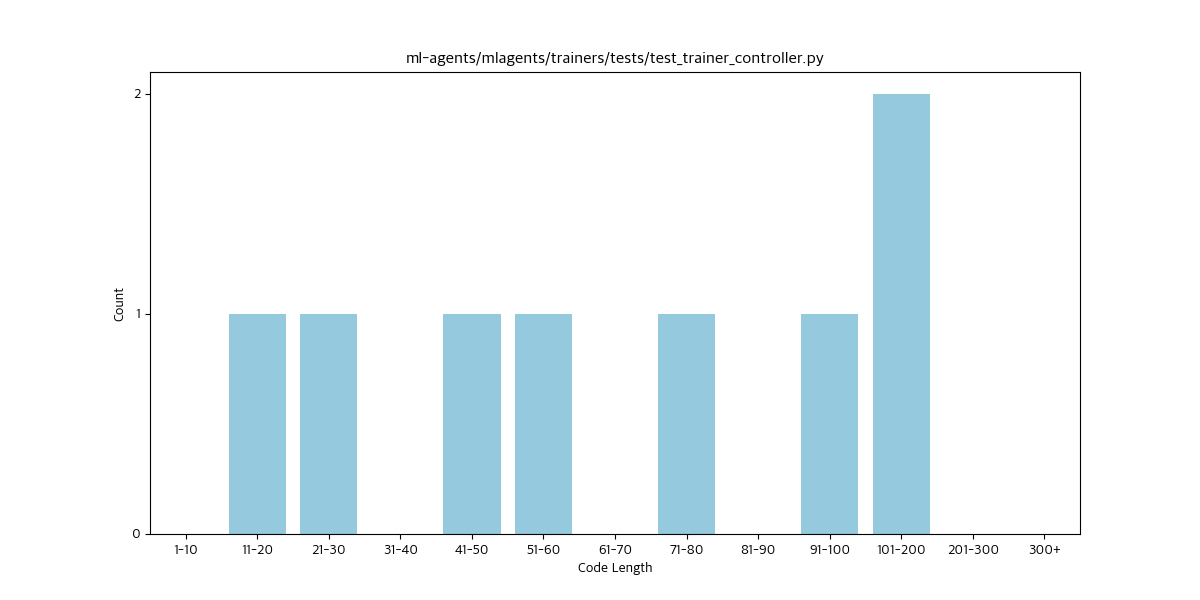 ml-agents/mlagents/trainers/tests/test_trainer_controller.py
2
1
0
Count
1-10 11-20 21-30 31-40 41-50 51-60 61-70 71-80 81-90 91-100 101-200 201-300 300+
Code Length